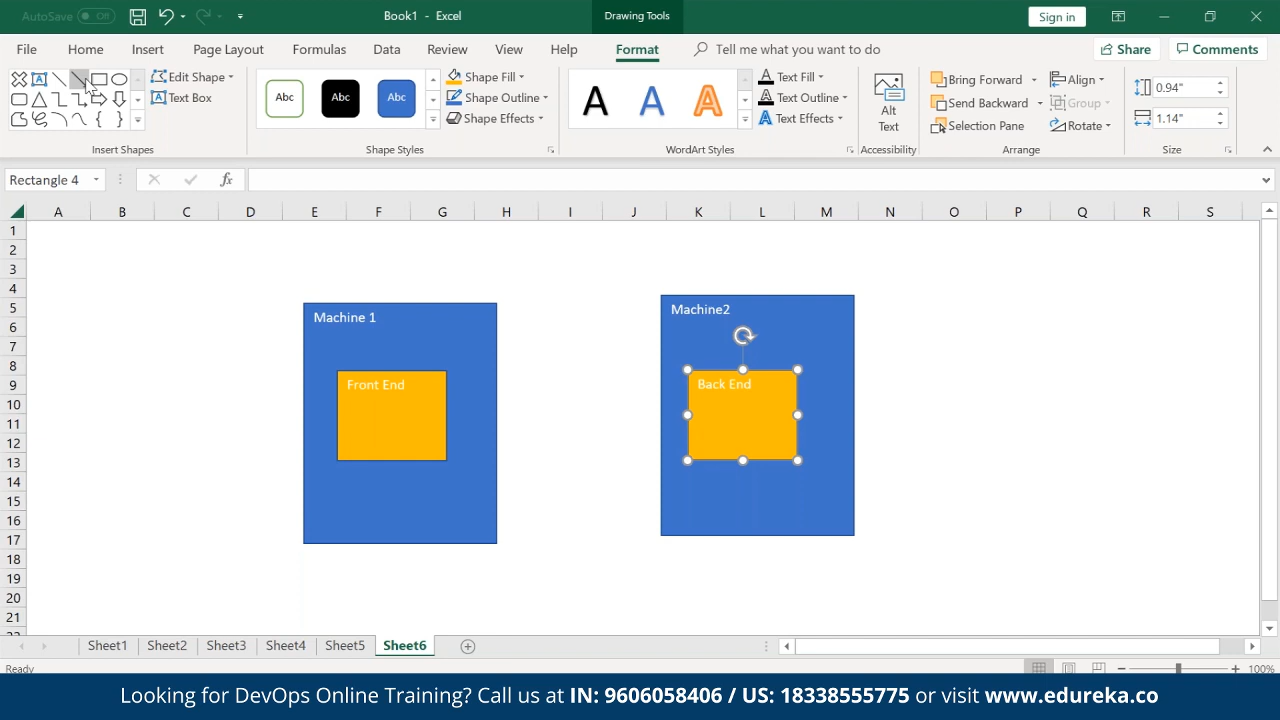 AutoSave Off
Book1 - Excel
Drawing Tools
Sign in
File Home Insert Page Layout Formulas Data Review View Help Format Tell me what you want to do Share Comments
Edit Shape
Text Box
Insert Shapes
Abc Abc Abc
Shape Fill
Shape Outline
Shape Effects
Shape Styles
A A A
Text Fill
Text Outline
Text Effects
WordArt Styles
Alt
Text
Accessibility
Bring Forward
Send Backward
Selection Pane
Align
Group
Rotate
Arrange
0.94"
1.14"
Size
Rectangle 4
fx
A B C D E F G H I J K L M N O P Q R S
1
2
3
4
5
6
7
8
9
10
11
12
13
14
15
16
17
18
19
20
21
Machine 1
Front End
Machine2
Back End
Sheet1 Sheet2 Sheet3 Sheet4 Sheet5 Sheet6
Ready
100%
Looking for DevOps Online Training? Call us at IN: 9606058406 / US: 18338555775 or visit www.edureka.co